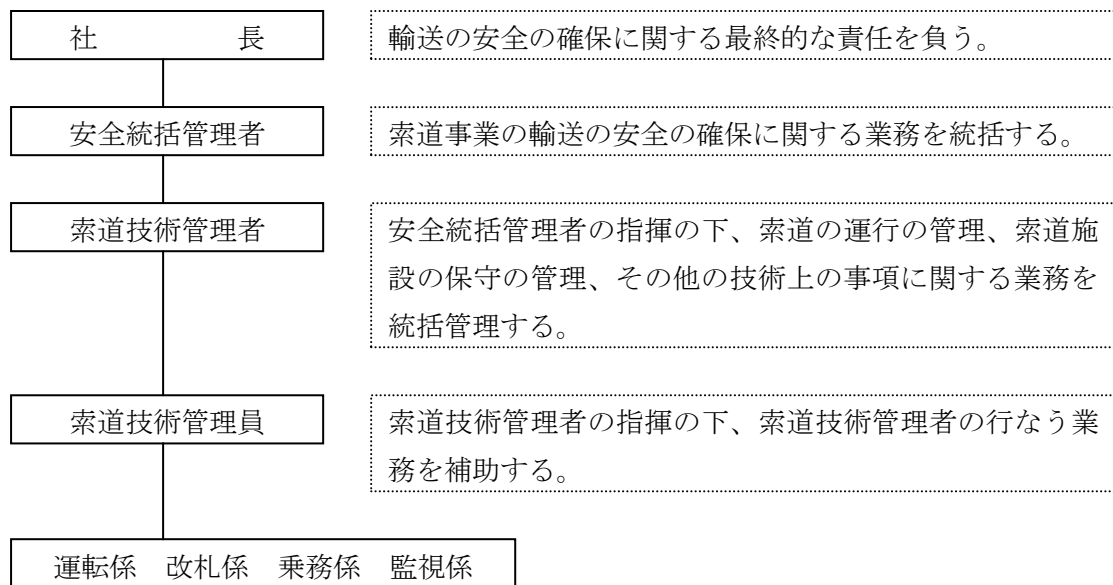 社　　　　　長
輸送の安全の確保に関する最終的な責任を負う。
安全統括管理者
索道事業の輸送の安全の確保に関する業務を統括する。
索道技術管理者
安全統括管理者の指揮の下、索道の運行の管理、索道施
設の保守の管理、その他の技術上の事項に関する業務を
統括管理する。
索道技術管理員
索道技術管理者の指揮の下、索道技術管理者の行なう業
務を補助する。
運転係　改札係　乗務係　監視係